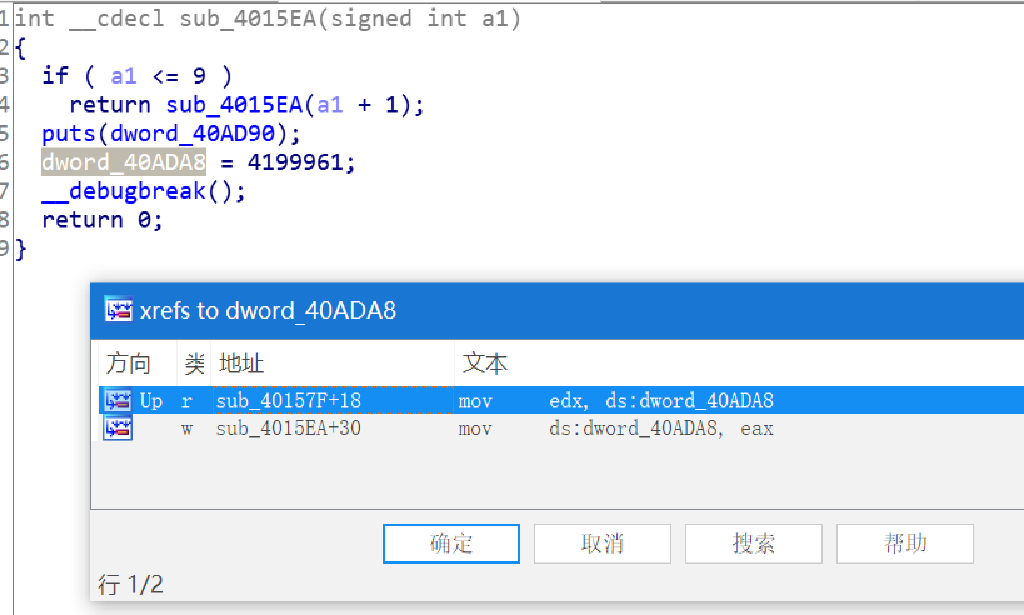 1 int __cdecl sub_4015EA(signed int a1)
2 {
3 if ( a1 <= 9 )
4 return sub_4015EA(a1 + 1);
5 puts(dword_40AD90);
6 dword_40ADA8 = 4199961;
7 __debugbreak();
8 return 0;
9 }
xrefs to dword_40ADA8
方向 类 地址 文本
Up r sub_40157F+18 mov edx, ds:dword_40ADA8
w sub_4015EA+30 mov ds:dword_40ADA8, eax
确定 取消 搜索 帮助
行 1/2